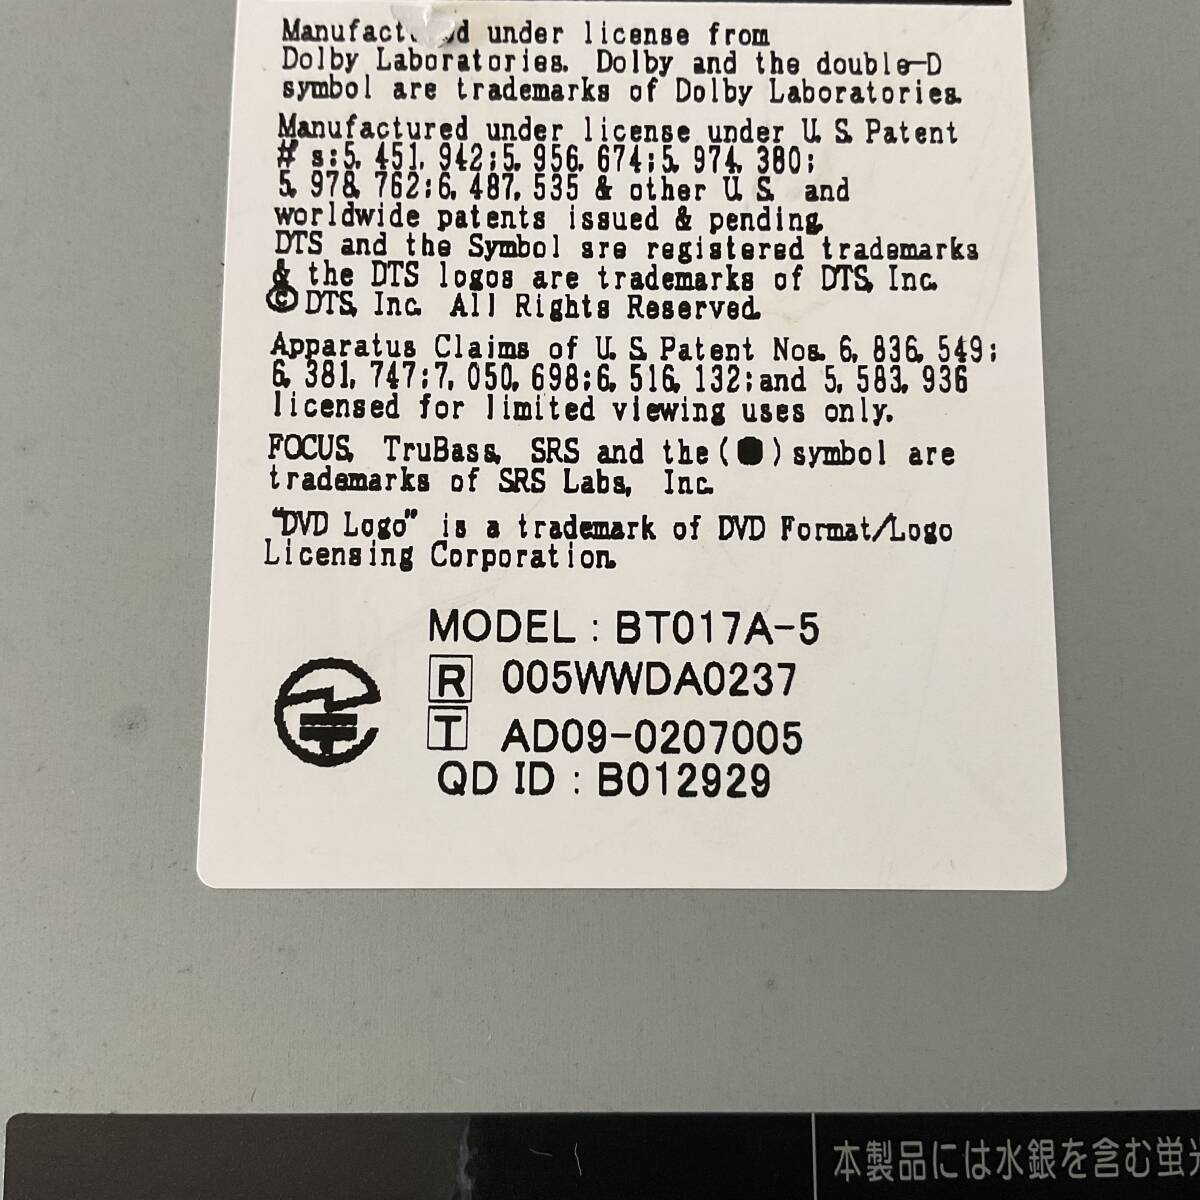 under license from
Dolby Laboratories. Dolby and the double-D
symbol are trademarks of Dolby Laboratories.
Manufactured under license under U. S. Patent
# s:5, 451, 942;5, 956, 674;5, 974, 380;
5, 978, 762;6, 487, 535 & other U. S. and
worldwide patents issued & pending.
DTS and the Symbol are registered trademarks
& the DTS logos are trademarks of DTS, Inc.
© DTS, Inc. All Rights Reserved.
Apparatus Claims of U. S. Patent Nos. 6, 836, 549;
6, 381, 747;7, 050, 698;6, 516, 132;and 5, 583, 936
licensed for limited viewing uses only.
FOCUS, TruBass, SRS and the (●) symbol are
trademarks of SRS Labs, Inc.
"DVD Logo" is a trademark of DVD Format/Logo
Licensing Corporation.
MODEL : BT017A-5
R 005WWDA0237
T AD09-0207005
QD ID : B012929
本製品には水銀を含む蛍